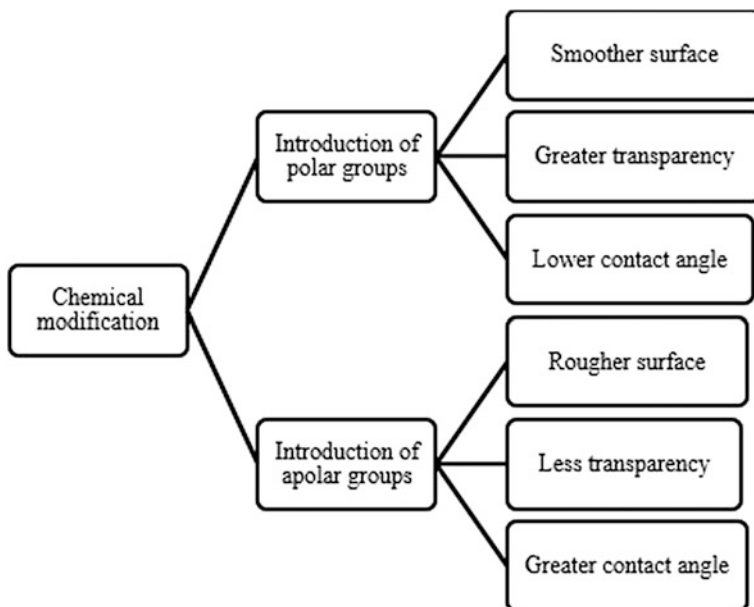 Smoother surface
Introduction of
polar groups
Greater transparency
Lower contact angle
Chemical
modification
Rougher surface
Introduction of
apolar groups
Less transparency
Greater contact angle